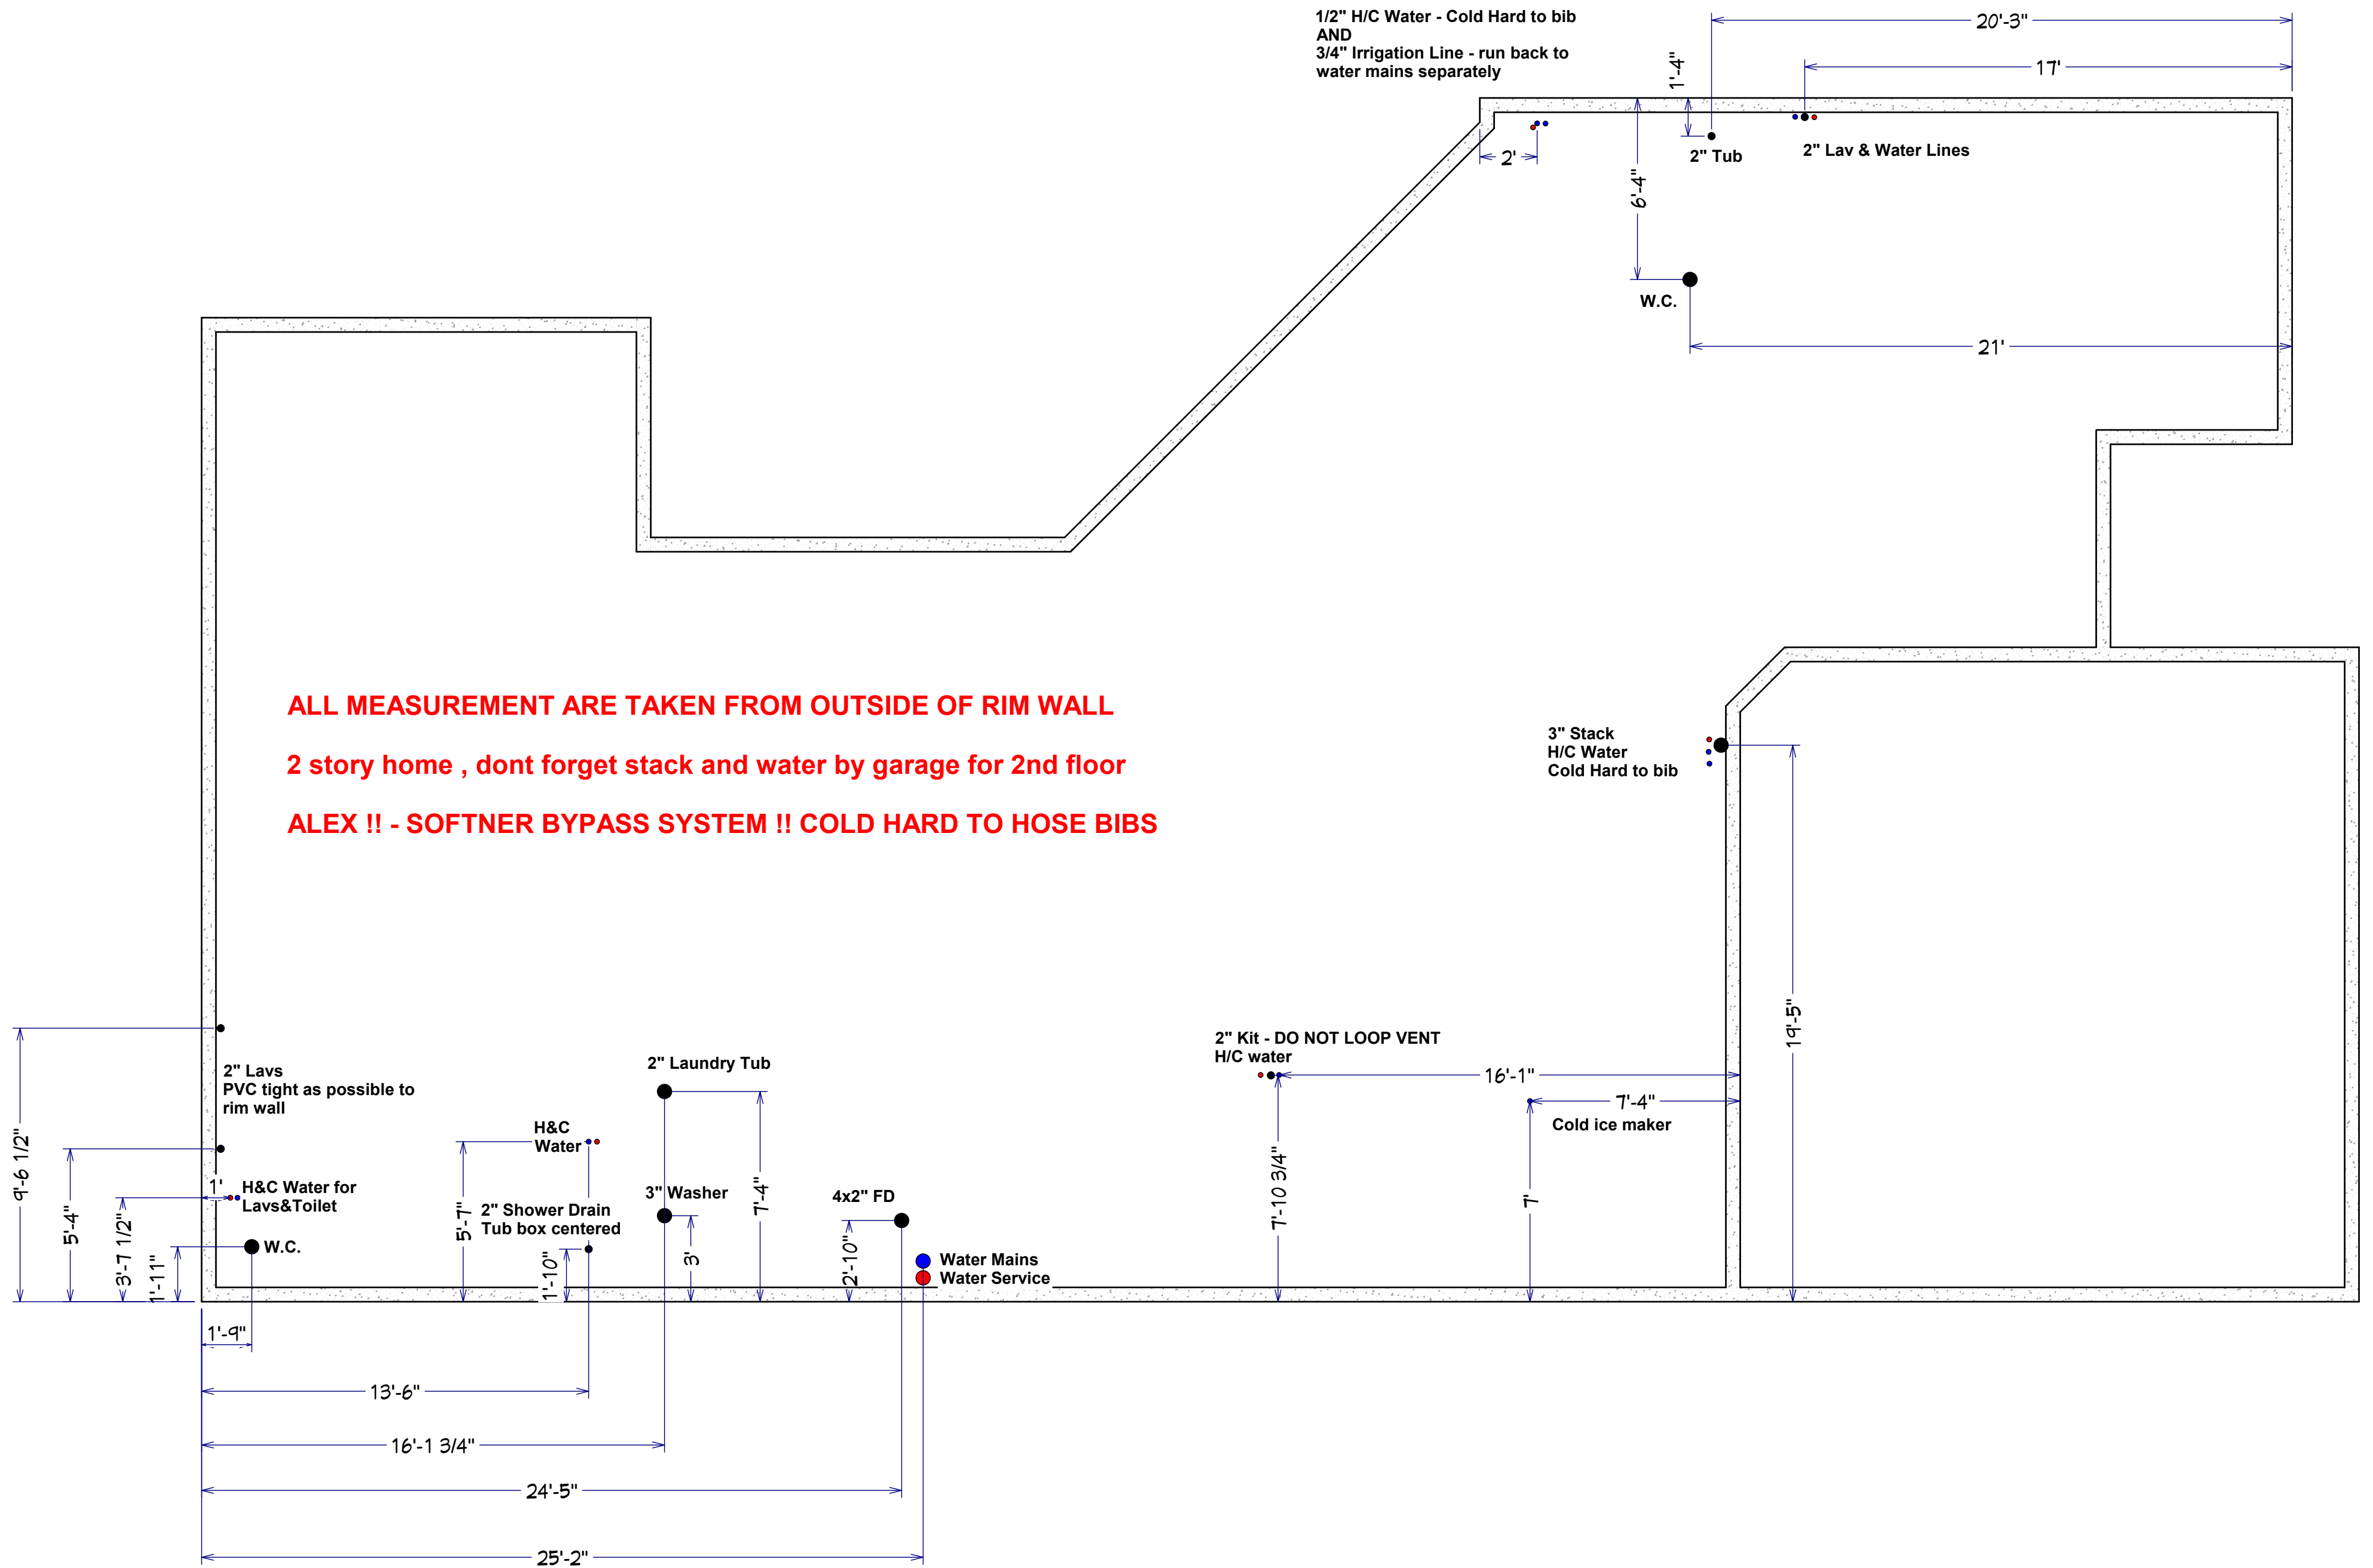 1/2" H/C Water - Cold Hard to bib
AND
3/4" Irrigation Line - run back to
water mains separately
20'-3"
17'
1'-4"
2'
2" Tub
2" Lav & Water Lines
6'-4"
W.C.
21'
ALL MEASUREMENT ARE TAKEN FROM OUTSIDE OF RIM WALL
2 story home , dont forget stack and water by garage for 2nd floor
ALEX !! - SOFTNER BYPASS SYSTEM !! COLD HARD TO HOSE BIBS
3" Stack
H/C Water
Cold Hard to bib
19'-5"
2" Kit - DO NOT LOOP VENT
H/C water
16'-1"
7'-4"
Cold ice maker
7'-10 3/4"
7'
2" Lavs
PVC tight as possible to
rim wall
9'-6 1/2"
5'-4"
3'-7 1/2"
1'-11"
1'
H&C Water for
Lavs&Toilet
W.C.
2" Laundry Tub
H&C
Water
5'-7"
2" Shower Drain
Tub box centered
1'-10"
3" Washer
7'-4"
3'
4x2" FD
2'-10"
Water Mains
Water Service
1'-9"
13'-6"
16'-1 3/4"
24'-5"
25'-2"